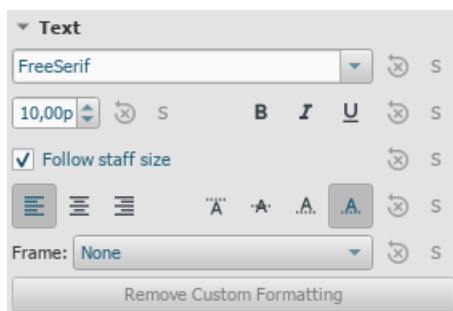 Text
FreeSerif S
10,00p S B I U S
Follow staff size S
A A A A S
Frame: None S
Remove Custom Formatting